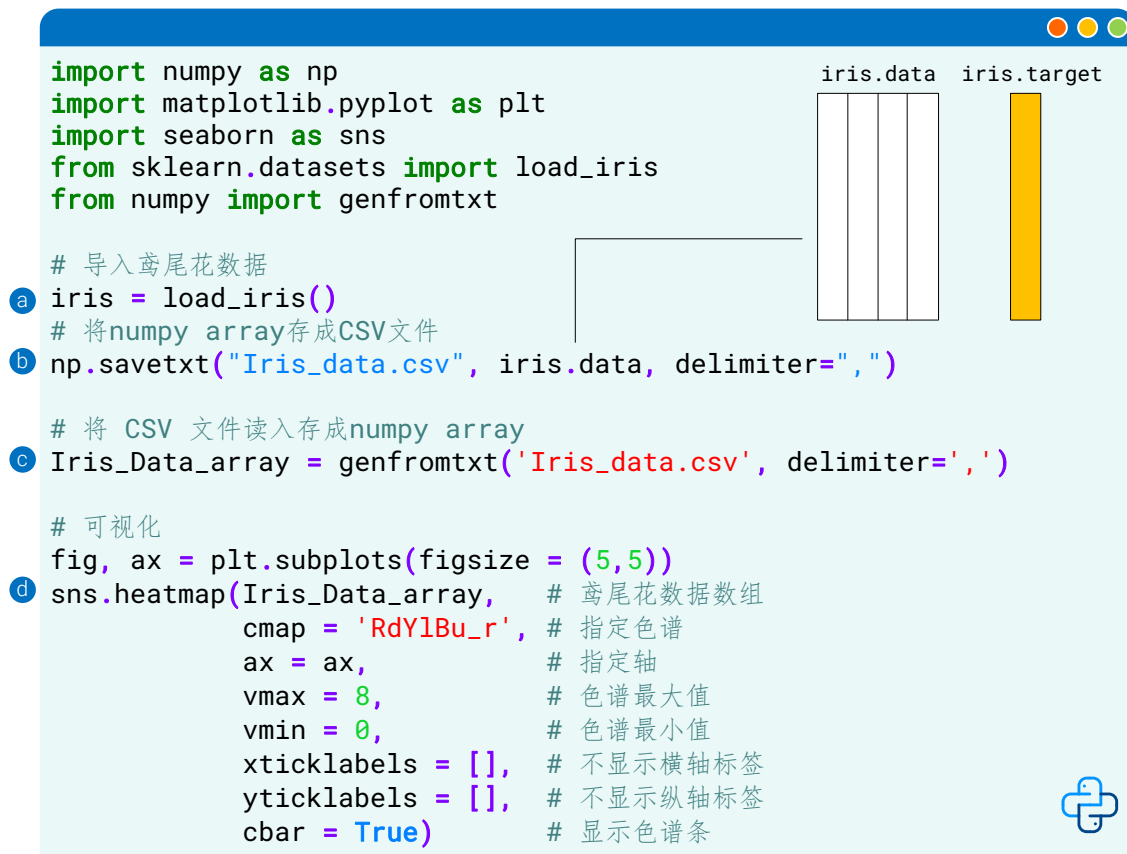 import numpy as np
import matplotlib.pyplot as plt
import seaborn as sns
from sklearn.datasets import load_iris
from numpy import genfromtxt
iris.data iris.target
# 导入鸢尾花数据
a iris = load_iris()
# 将numpy array存成CSV文件
b np.savetxt("Iris_data.csv", iris.data, delimiter=",")
# 将 CSV 文件读入存成numpy array
c Iris_Data_array = genfromtxt('Iris_data.csv', delimiter=',')
# 可视化
fig, ax = plt.subplots(figsize = (5,5))
d sns.heatmap(Iris_Data_array, # 鸢尾花数据数组
cmap = 'RdYlBu_r', # 指定色谱
ax = ax, # 指定轴
vmax = 8, # 色谱最大值
vmin = 0, # 色谱最小值
xticklabels = [], # 不显示横轴标签
yticklabels = [], # 不显示纵轴标签
cbar = True) # 显示色谱条